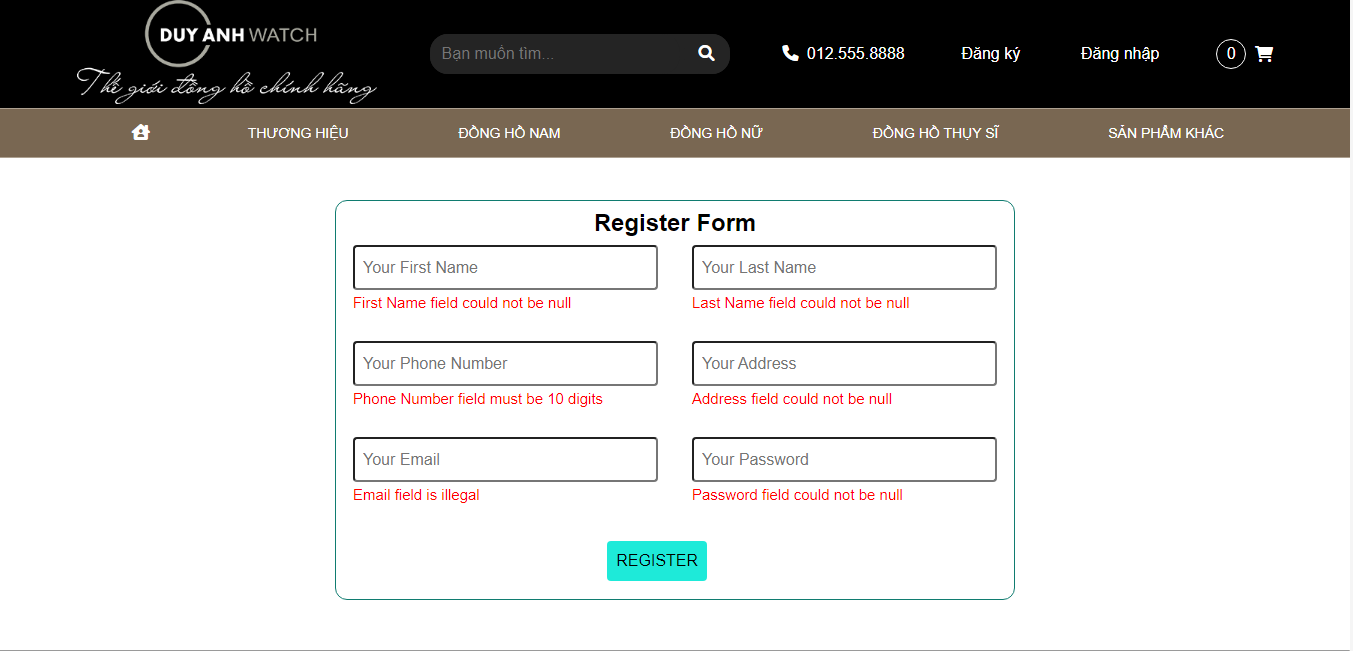 DUY ANH WATCH
Thế giới đồng hồ chính hãng
Bạn muốn tìm...
012.555.8888
Đăng ký
Đăng nhập
0
THƯƠNG HIỆU
ĐỒNG HỒ NAM
ĐỒNG HỒ NỮ
ĐỒNG HỒ THỤY SĨ
SẢN PHẨM KHÁC
Register Form
Your First Name
Your Last Name
First Name field could not be null
Last Name field could not be null
Your Phone Number
Your Address
Phone Number field must be 10 digits
Address field could not be null
Your Email
Your Password
Email field is illegal
Password field could not be null
REGISTER